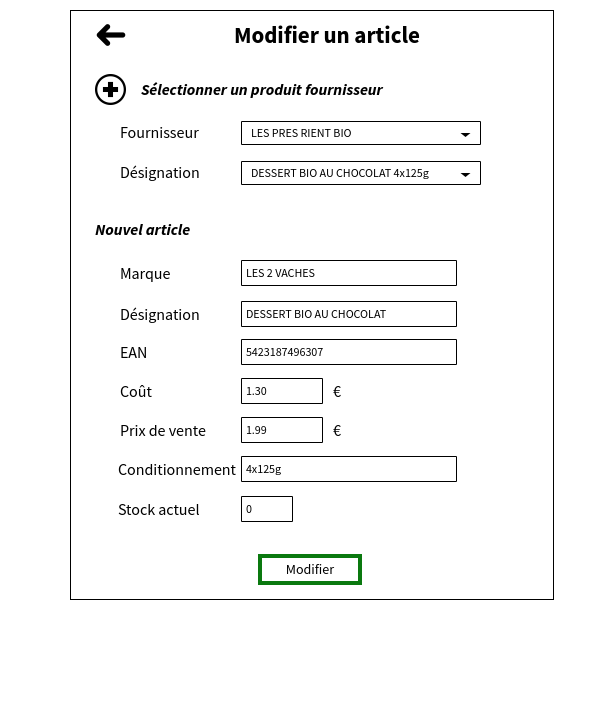 Modifier un article
Sélectionner un produit fournisseur
Fournisseur LES PRES RIENT BIO
Désignation DESSERT BIO AU CHOCOLAT 4x125g
Nouvel article
Marque LES 2 VACHES
Désignation DESSERT BIO AU CHOCOLAT
EAN 5423187496307
Coût 1.30 €
Prix de vente 1.99 €
Conditionnement 4x125g
Stock actuel 0
Modifier